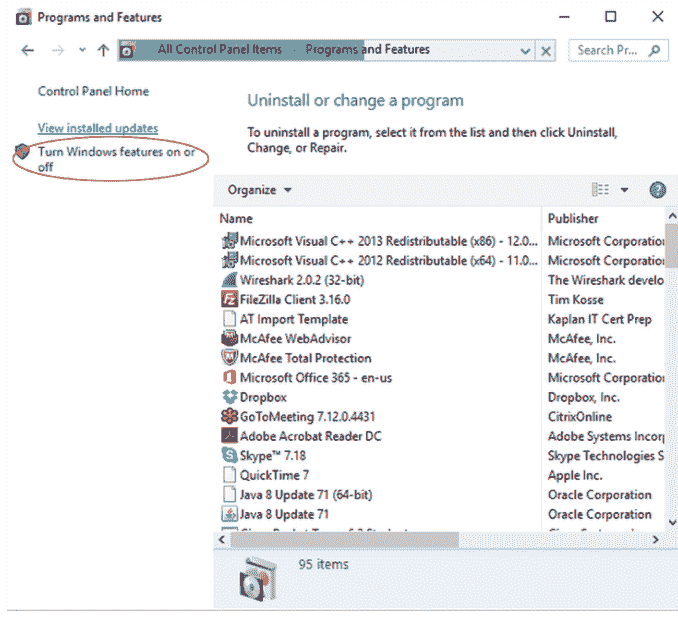 Programs and Features
All Control Panel Items Programs and Features
Search Pr...
Control Panel Home
View installed updates
Turn Windows features on or
off
Uninstall or change a program
To uninstall a program, select it from the list and then click Uninstall,
Change, or Repair.
Organize
Name Publisher
Microsoft Visual C++ 2013 Redistributable (x86) - 12.0... Microsoft Corporation
Microsoft Visual C++ 2012 Redistributable (x64) - 11.0... Microsoft Corporation
Wireshark 2.0.2 (32-bit) The Wireshark develo
FileZilla Client 3.16.0 Tim Kosse
AT Import Template Kaplan IT Cert Prep
McAfee WebAdvisor McAfee, Inc.
McAfee Total Protection McAfee, Inc.
Microsoft Office 365 - en-us Microsoft Corporation
Dropbox Dropbox, Inc.
GoToMeeting 7.12.0.4431 CitrixOnline
Adobe Acrobat Reader DC Adobe Systems Incorp
Skype™ 7.18 Skype Technologies S
QuickTime 7 Apple Inc.
Java 8 Update 71 (64-bit) Oracle Corporation
Java 8 Update 71 Oracle Corporation
95 items